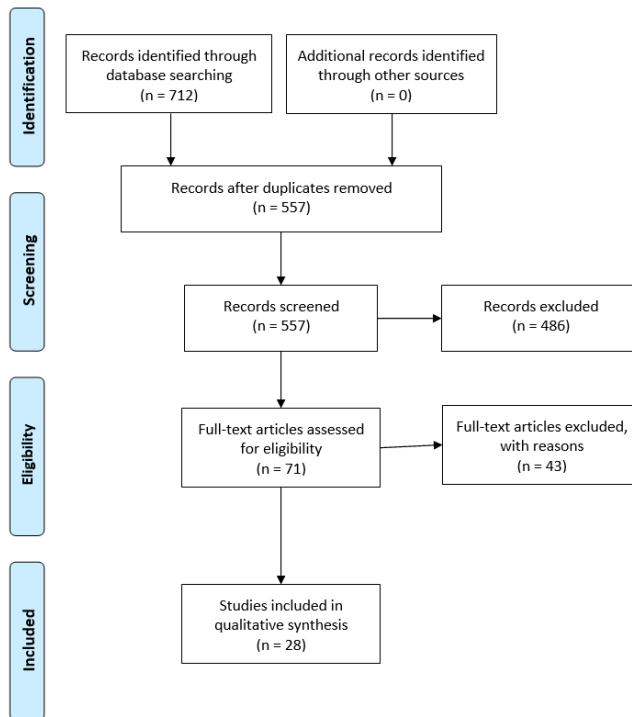 Identification
Records identified through
database searching
(n = 712)
Additional records identified
through other sources
(n = 0)
Records after duplicates removed
(n = 557)
Screening
Records screened
(n = 557)
Records excluded
(n = 486)
Eligibility
Full-text articles assessed
for eligibility
(n = 71)
Full-text articles excluded,
with reasons
(n = 43)
Included
Studies included in
qualitative synthesis
(n = 28)